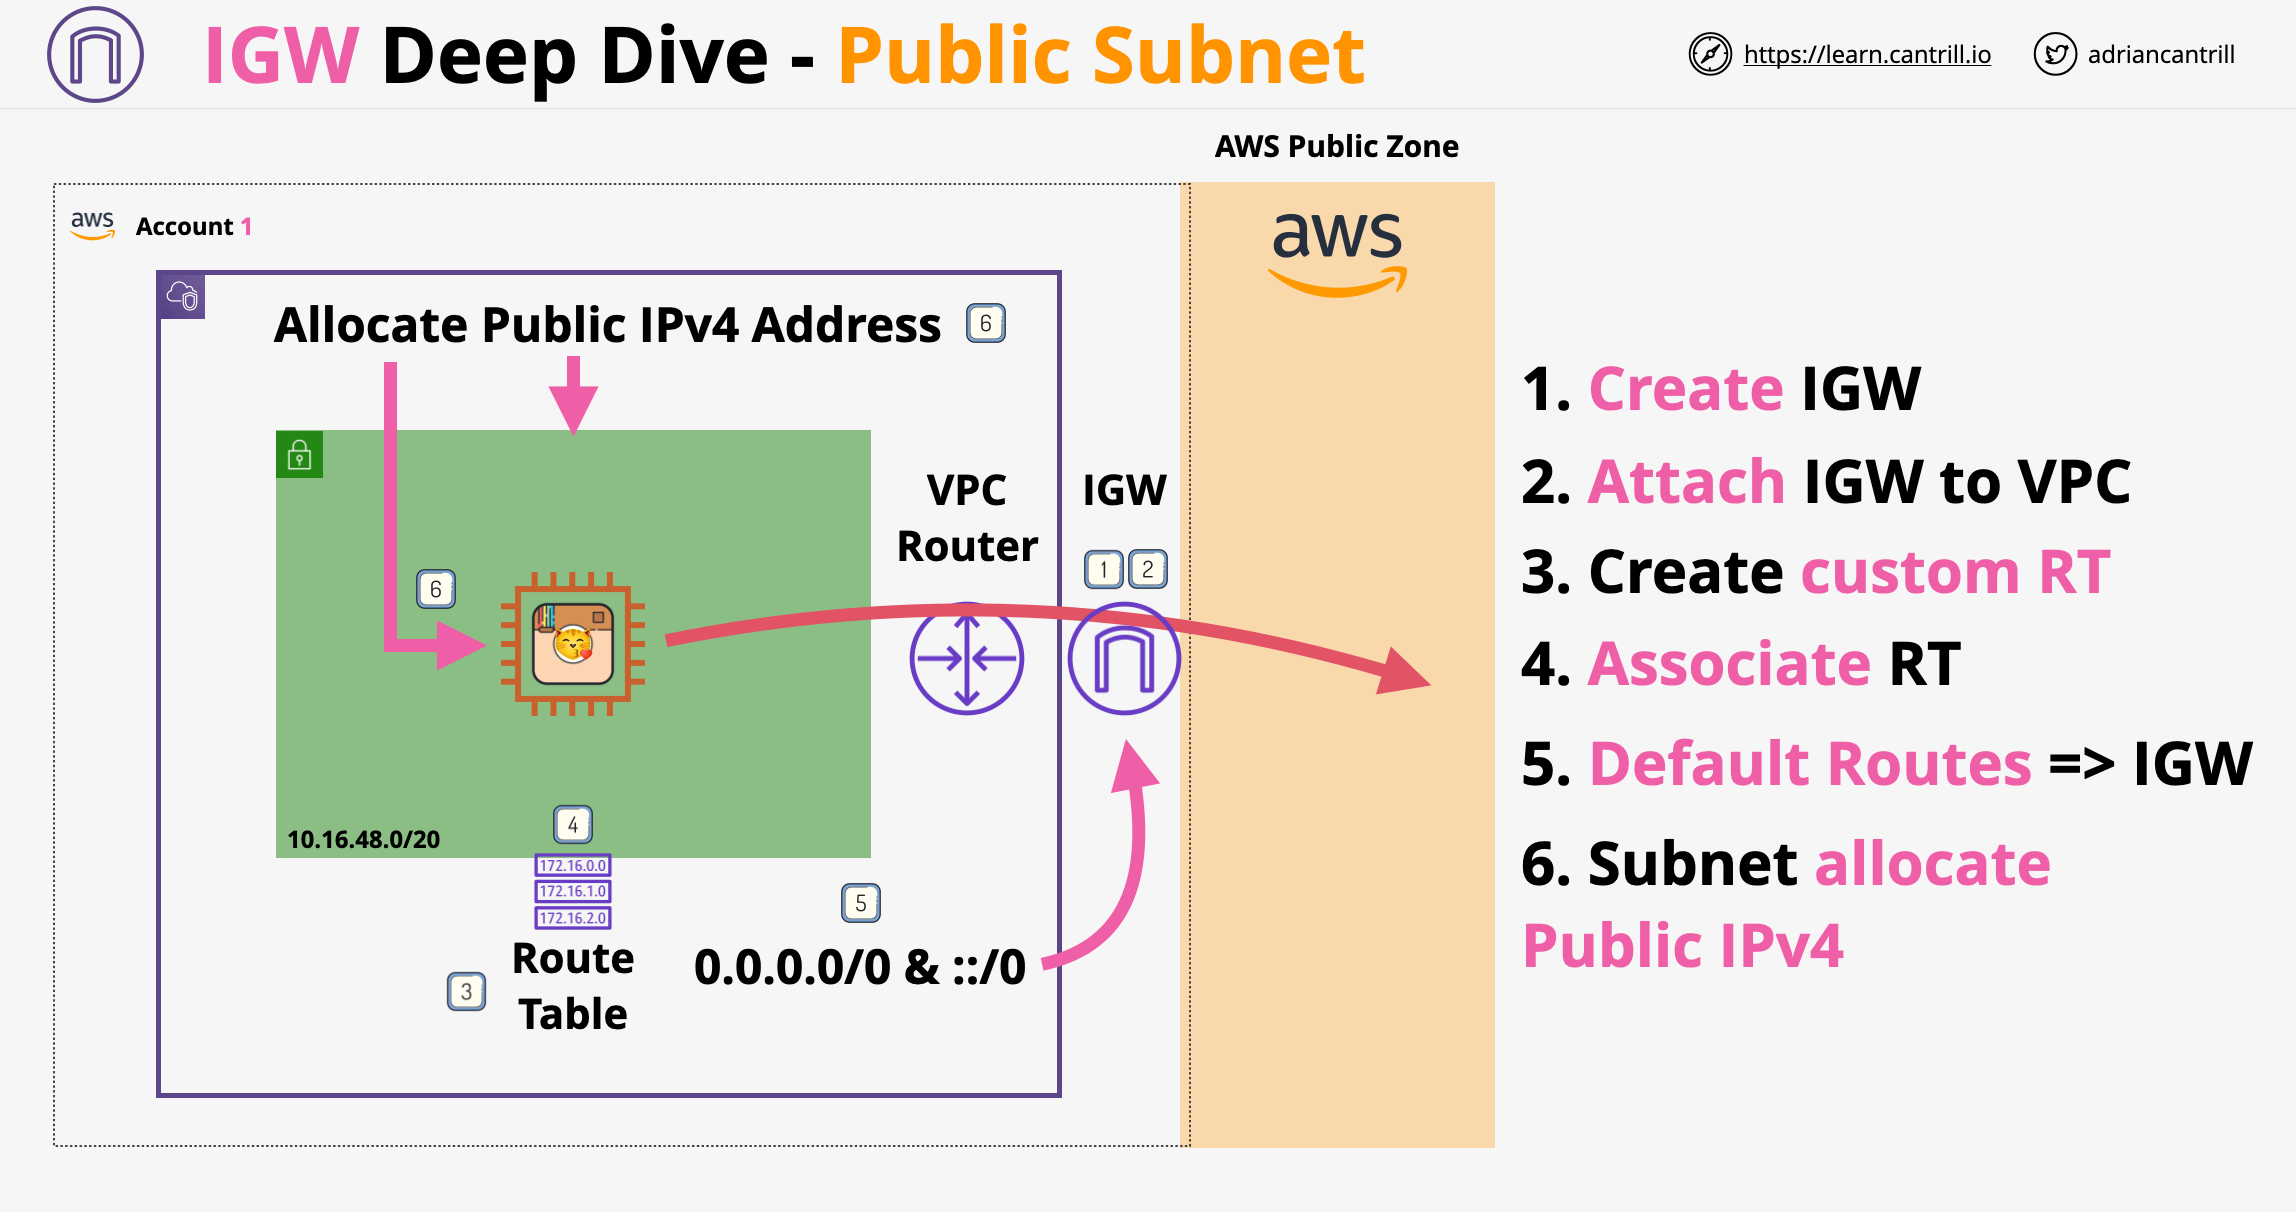 IGW Deep Dive - Public Subnet
https://learn.cantrill.io
adriancantrill
AWS Public Zone
aws
Account 1
aws
Allocate Public IPv4 Address
6
VPC
Router
IGW
1
2
6
4
10.16.48.0/20
172.16.0.0
172.16.1.0
172.16.2.0
Route
Table
3
5
0.0.0.0/0 & ::/0
1. Create IGW
2. Attach IGW to VPC
3. Create custom RT
4. Associate RT
5. Default Routes => IGW
6. Subnet allocate
Public IPv4